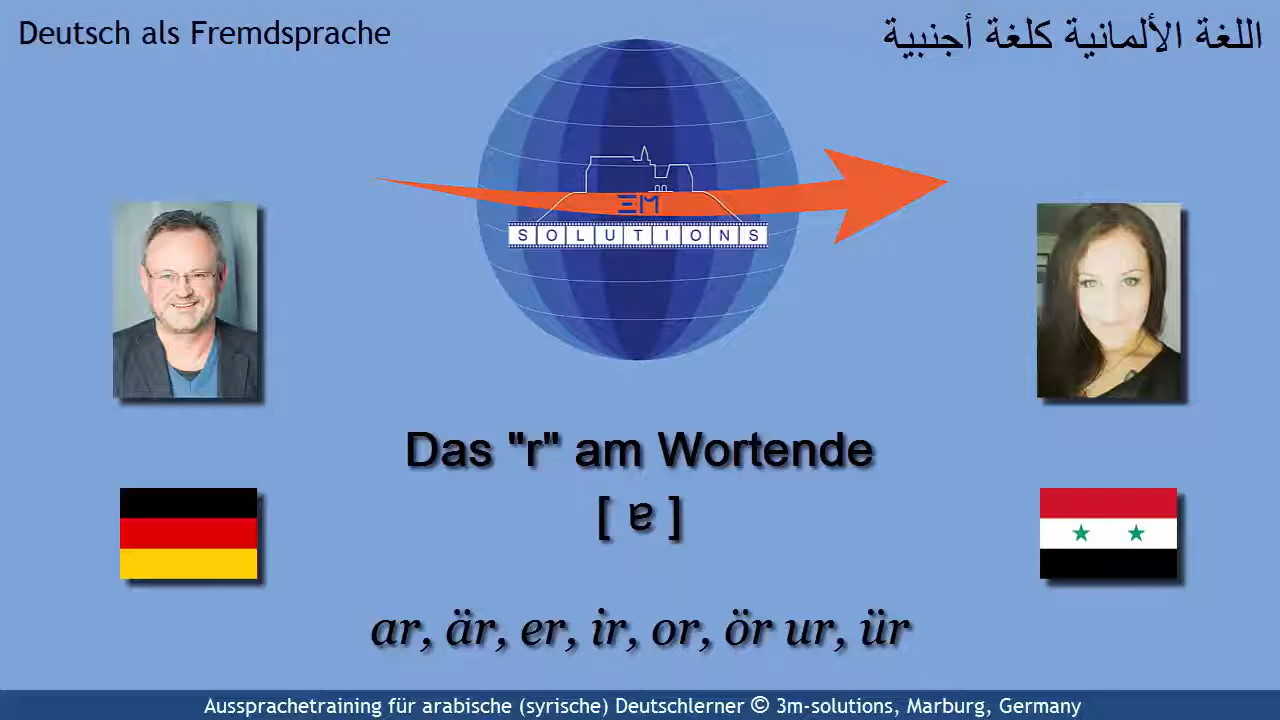 Deutsch als Fremdsprache
اللغة الألمانية كلغة أجنبية
3M
SOLUTIONS
Das "r" am Wortende
[ ɐ ]
ar, är, er, ir, or, ör ur, ür
Aussprachetraining für arabische (syrische) Deutschlerner © 3m-solutions, Marburg, Germany